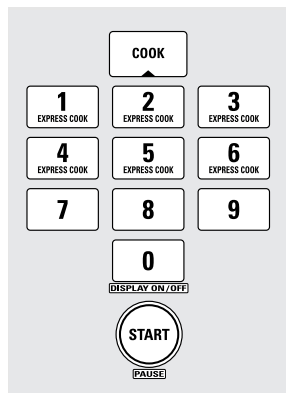 COOK
1 2 3
EXPRESS COOK EXPRESS COOK EXPRESS COOK
4 5 6
EXPRESS COOK EXPRESS COOK EXPRESS COOK
7 8 9
0
DISPLAY ON/OFF
START
PAUSE